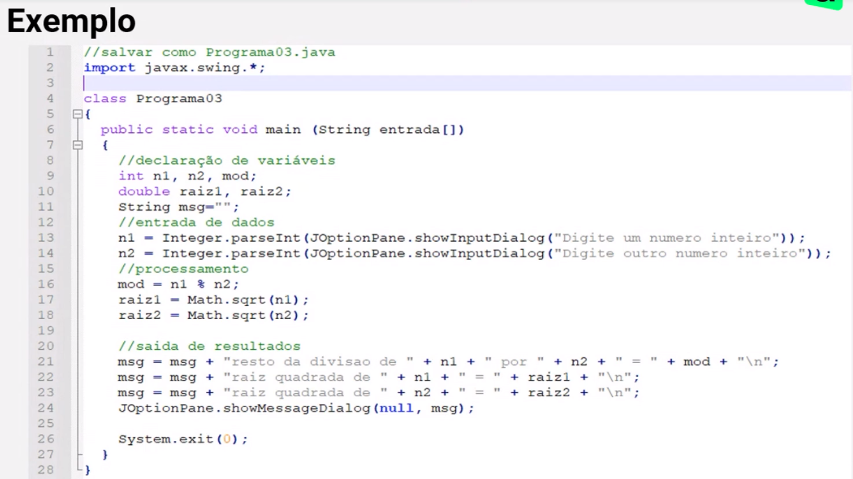 Exemplo
1 //salvar como Programa03.java
2 import javax.swing.*;
3
4 class Programa03
5 {
6 public static void main (String entrada[])
7 {
8 //declaração de variáveis
9 int n1, n2, mod;
10 double raiz1, raiz2;
11 String msg="";
12 //entrada de dados
13 n1 = Integer.parseInt(JOptionPane.showInputDialog("Digite um numero inteiro"));
14 n2 = Integer.parseInt(JOptionPane.showInputDialog("Digite outro numero inteiro"));
15 //processamento
16 mod = n1 % n2;
17 raiz1 = Math.sqrt(n1);
18 raiz2 = Math.sqrt(n2);
19
20 //saida de resultados
21 msg = msg + "resto da divisao de " + n1 + " por " + n2 + " = " + mod + "\n";
22 msg = msg + "raiz quadrada de " + n1 + " = " + raiz1 + "\n";
23 msg = msg + "raiz quadrada de " + n2 + " = " + raiz2 + "\n";
24 JOptionPane.showMessageDialog(null, msg);
25
26 System.exit(0);
27 }
28 }